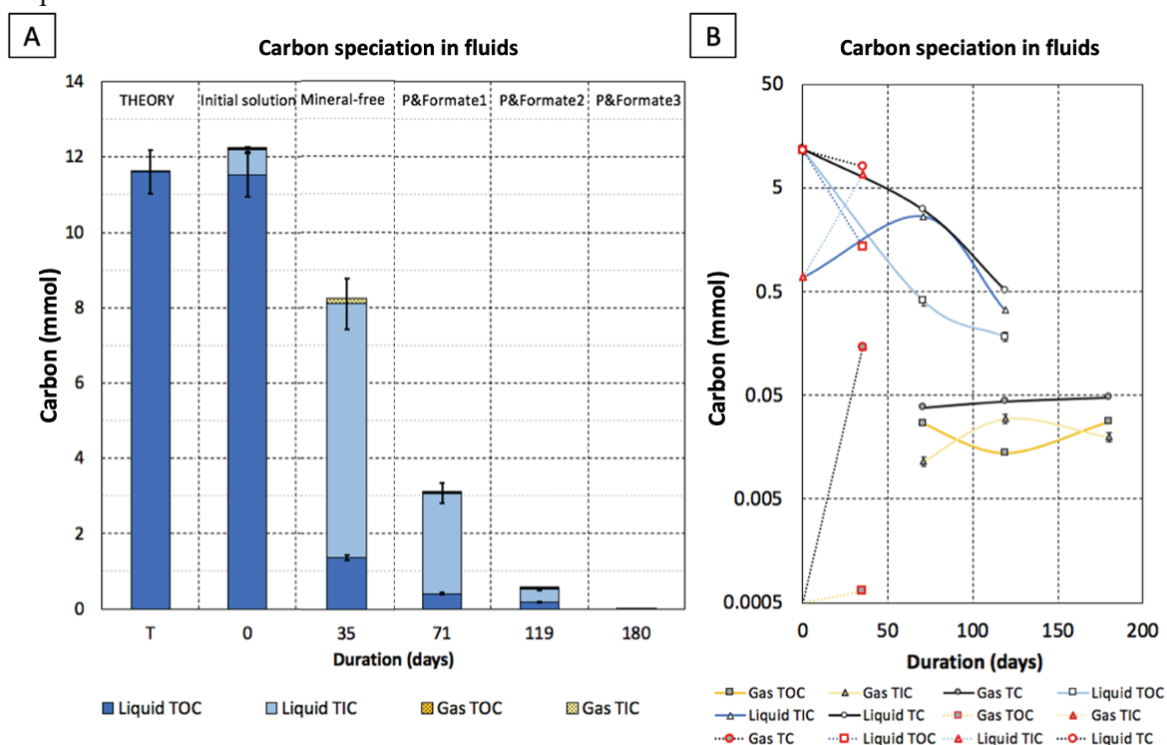 A
Carbon speciation in fluids
14
12
10
8
6
4
2
0
Carbon (mmol)
THEORY Initial solution Mineral-free P&Formate1 P&Formate2 P&Formate3
T 0 35 71 119 180
Duration (days)
Liquid TOC Liquid TIC Gas TOC Gas TIC
B
Carbon speciation in fluids
50
5
0.5
0.05
0.005
0.0005
Carbon (mmol)
0 50 100 150 200
Duration (days)
Gas TOC Gas TIC Gas TC Liquid TOC
Liquid TIC Liquid TC Gas TOC Gas TIC
Gas TC Liquid TOC Liquid TIC Liquid TC